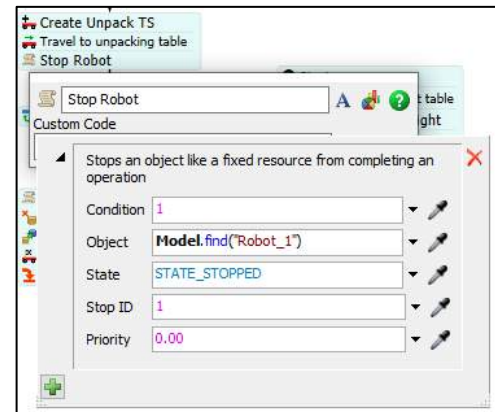 Create Unpack TS
Travel to unpacking table
Stop Robot
Stop Robot
A
?
t table
ght
Custom Code
Stops an object like a fixed resource from completing an
operation
Condition 1
Object Model.find("Robot_1")
State STATE_STOPPED
Stop ID 1
Priority 0.00